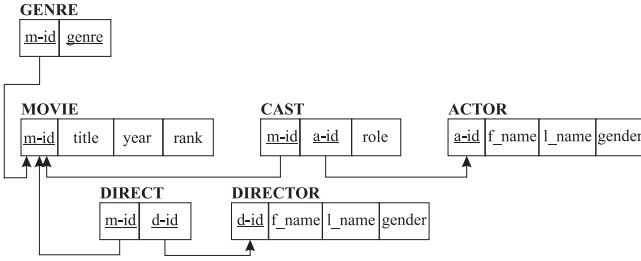 GENRE
m-id genre
MOVIE
m-id title year rank
CAST
m-id a-id role
ACTOR
a-id f_name l_name gender
DIRECT
m-id d-id
DIRECTOR
d-id f_name l_name gender